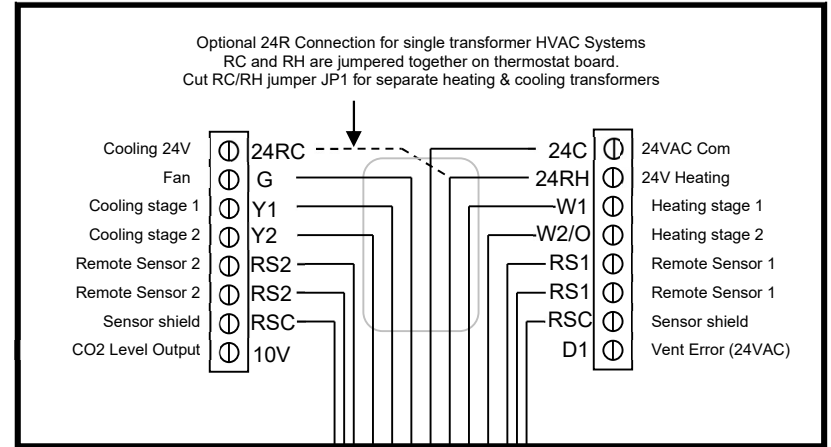 Optional 24R Connection for single transformer HVAC Systems
RC and RH are jumpered together on thermostat board.
Cut RC/RH jumper JP1 for separate heating & cooling transformers
Cooling 24V 24RC 24C 24VAC Com
Fan G 24RH 24V Heating
Cooling stage 1 Y1 W1 Heating stage 1
Cooling stage 2 Y2 W2/O Heating stage 2
Remote Sensor 2 RS2 RS1 Remote Sensor 1
Remote Sensor 2 RS2 RS1 Remote Sensor 1
Sensor shield RSC RSC Sensor shield
CO2 Level Output 10V D1 Vent Error (24VAC)